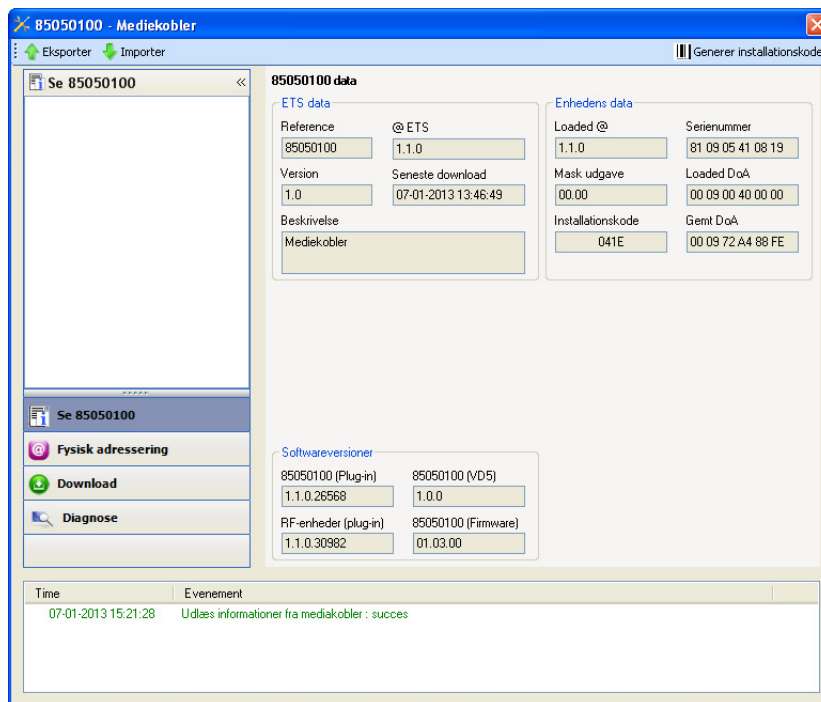 85050100 - Mediekobler
Eksporter Importer Generer installationskode
Se 85050100 «
85050100 data
ETS data
Reference @ ETS
85050100 1.1.0
Version Seneste download
1.0 07-01-2013 13:46:49
Beskrivelse
Mediekobler
Enhedens data
Loaded @ Serienummer
1.1.0 81 09 05 41 08 19
Mask udgave Loaded DoA
00.00 00 09 00 40 00 00
Installationskode Gemt DoA
041E 00 09 72 A4 88 FE
Se 85050100
Fysisk adressering
Download
Diagnose
Softwareversioner
85050100 (Plug-in) 85050100 (VD5)
1.1.0.26568 1.0.0
RF-enheder (plug-in) 85050100 (Firmware)
1.1.0.30982 01.03.00
Time Evenement
07-01-2013 15:21:28 Udlæs informationer fra mediakobler : succes